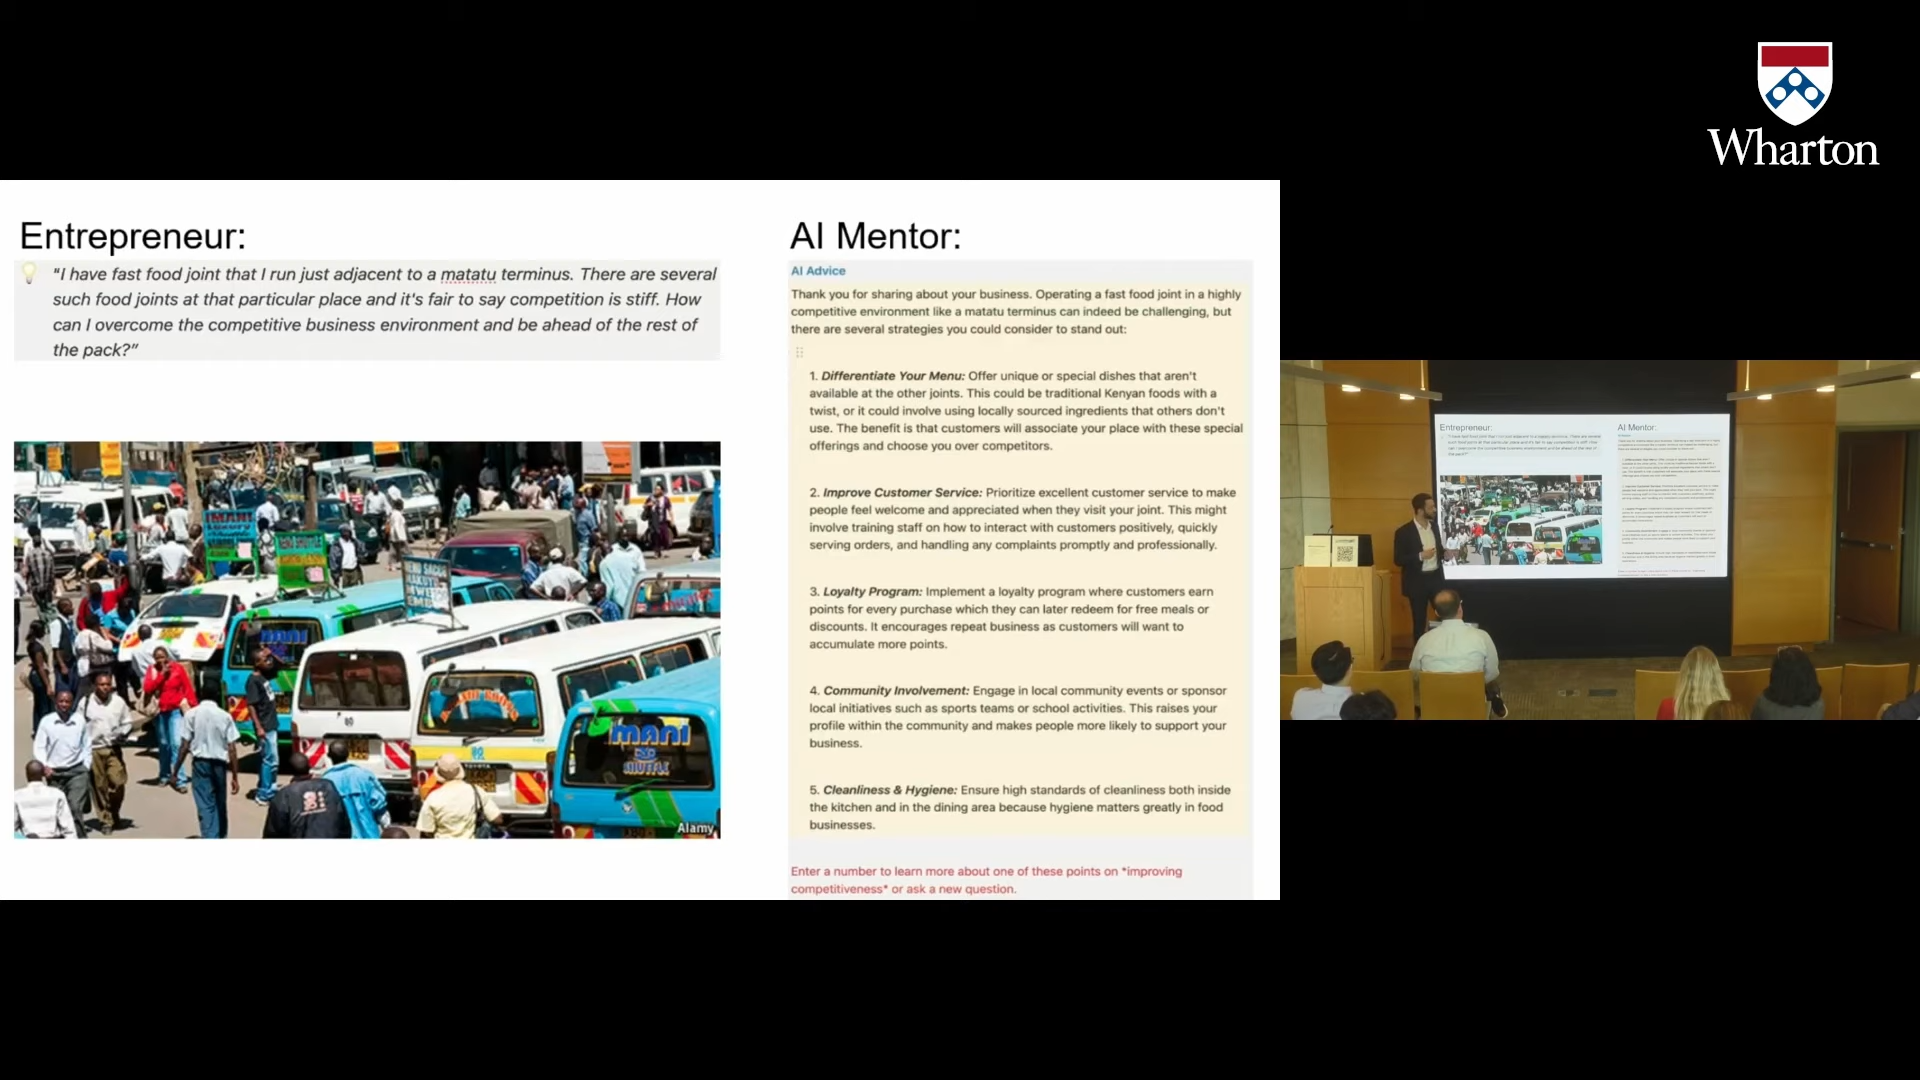 Wharton
Entrepreneur:
"I have fast food joint that I run just adjacent to a matatu terminus. There are several
such food joints at that particular place and it's fair to say competition is stiff. How
can I overcome the competitive business environment and be ahead of the rest of
the pack?"
AI Mentor:
AI Advice
Thank you for sharing about your business. Operating a fast food joint in a highly
competitive environment like a matatu terminus can indeed be challenging, but
there are several strategies you could consider to stand out:
1. Differentiate Your Menu: Offer unique or special dishes that aren't
available at the other joints. This could be traditional Kenyan foods with a
twist, or it could involve using locally sourced ingredients that others don't
use. The benefit is that customers will associate your place with these special
offerings and choose you over competitors.
2. Improve Customer Service: Prioritize excellent customer service to make
people feel welcome and appreciated when they visit your joint. This might
involve training staff on how to interact with customers positively, quickly
serving orders, and handling any complaints promptly and professionally.
3. Loyalty Program: Implement a loyalty program where customers earn
points for every purchase which they can later redeem for free meals or
discounts. It encourages repeat business as customers will want to
accumulate more points.
4. Community Involvement: Engage in local community events or sponsor
local initiatives such as sports teams or school activities. This raises your
profile within the community and makes people more likely to support your
business.
5. Cleanliness & Hygiene: Ensure high standards of cleanliness both inside
the kitchen and in the dining area because hygiene matters greatly in food
businesses.
Enter a number to learn more about one of these points on *improving
competitiveness* or ask a new question.
IMANI
mani
SHUTTLE
Alamy
Entrepreneur:
AI Mentor: